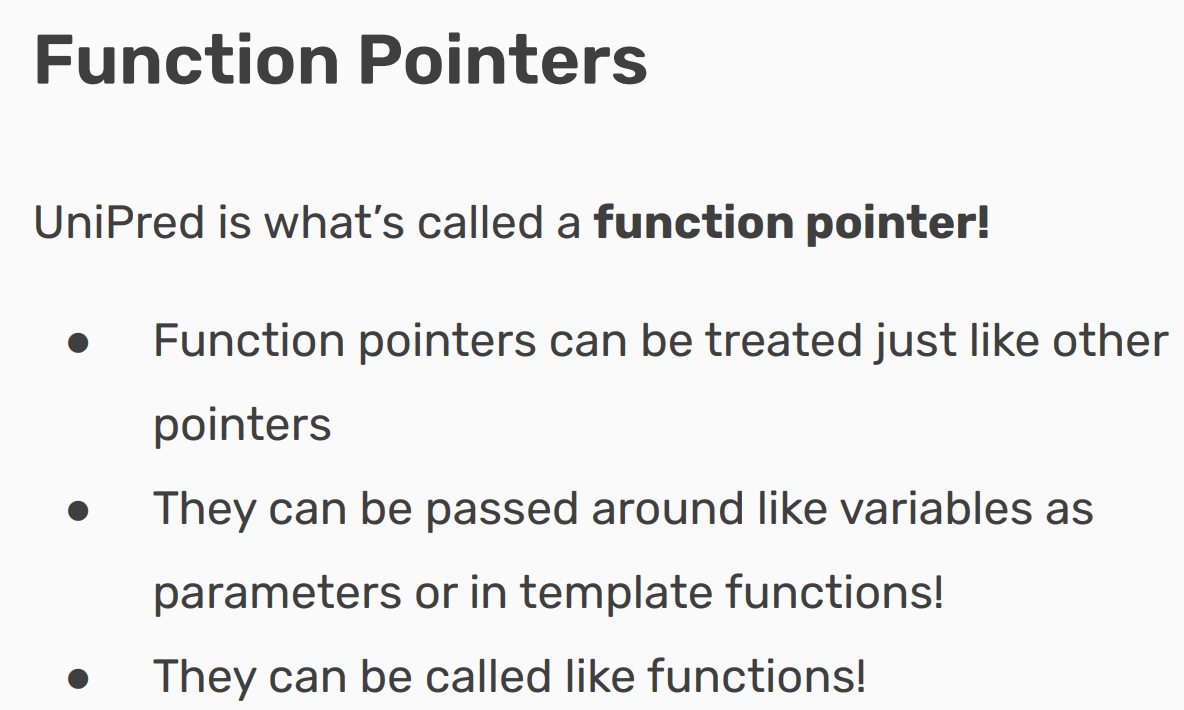 Function Pointers
UniPred is what’s called a function pointer!
● Function pointers can be treated just like other
pointers
● They can be passed around like variables as
parameters or in template functions!
● They can be called like functions!